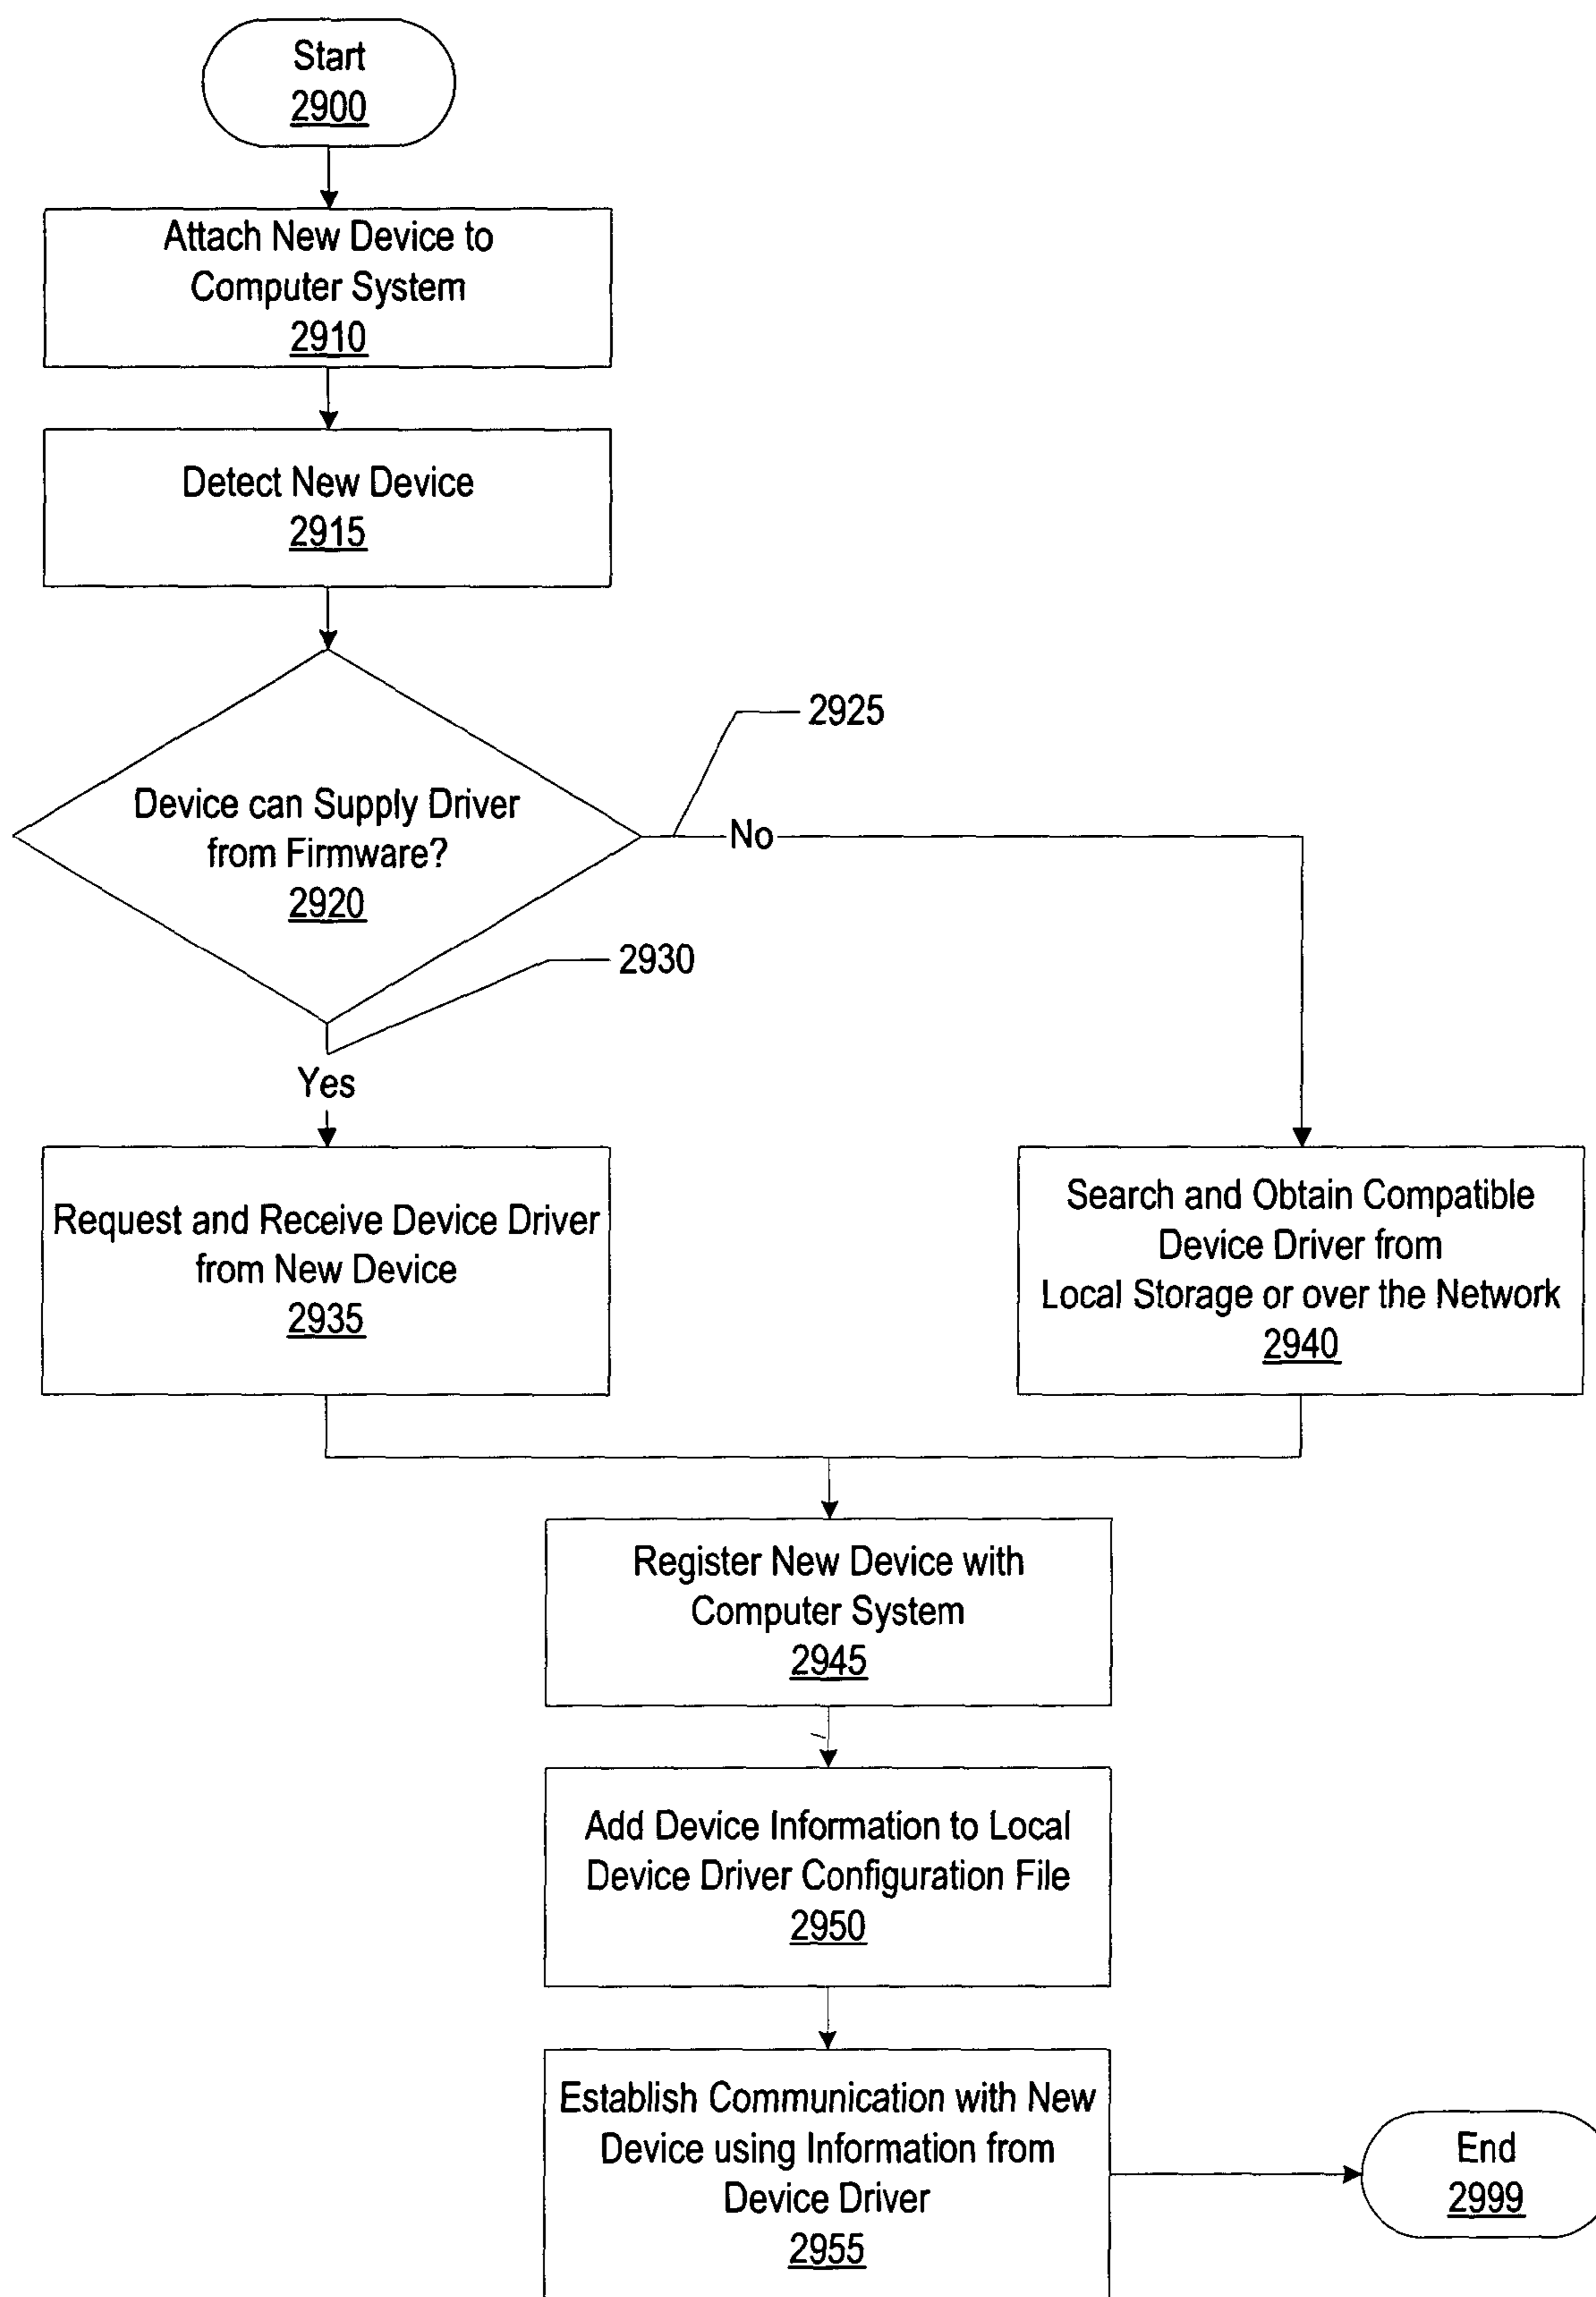 Start
2900
Attach New Device to
Computer System
2910
Detect New Device
2915
2925
Device can Supply Driver
from Firmware?
2920
No
2930
Yes
Request and Receive Device Driver
from New Device
2935
Search and Obtain Compatible
Device Driver from
Local Storage or over the Network
2940
Register New Device with
Computer System
2945
Add Device Information to Local
Device Driver Configuration File
2950
Establish Communication with New
Device using Information from
Device Driver
2955
End
2999